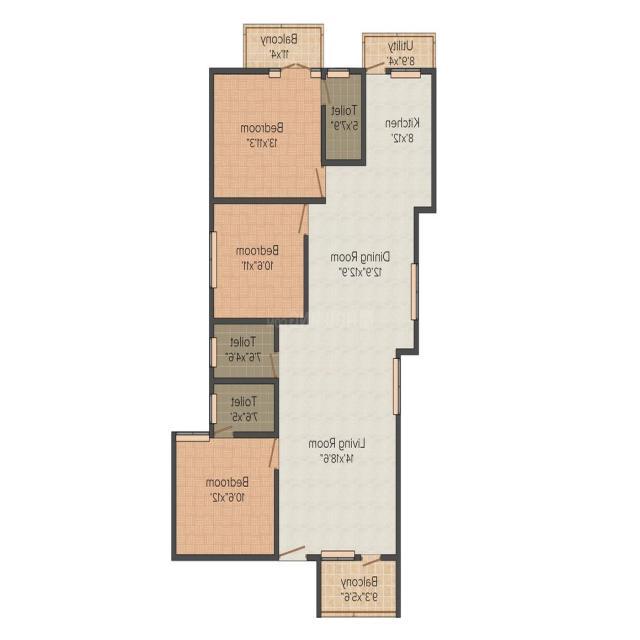 Balcony
11'x4'
Utility
8'9"x4'
Toilet
5'x7'9"
Kitchen
8'x12'
Bedroom
13'x11'3"
Bedroom
10'6"x11'
Dining Room
12'9"x12'9"
Toilet
7'6"x4'6"
Toilet
7'6"x5'
Living Room
14'x18'6"
Bedroom
10'6"x12'
Balcony
9'3"x5'6"